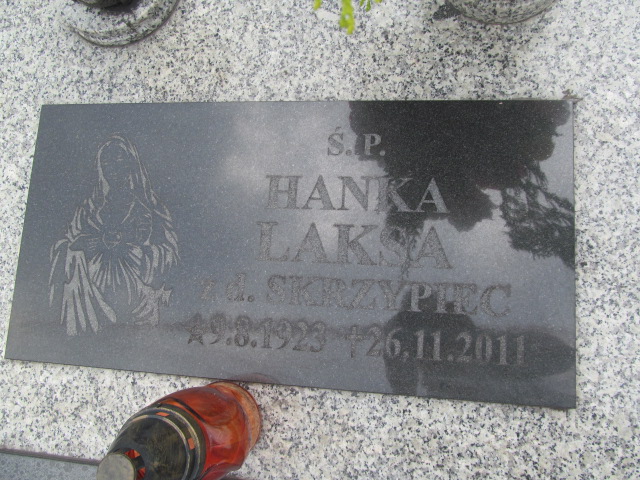 Ś. P.
HANKA
LAKSA
z d. SKRZYPIEC
☆9.8.1923 ✝26.11.2011